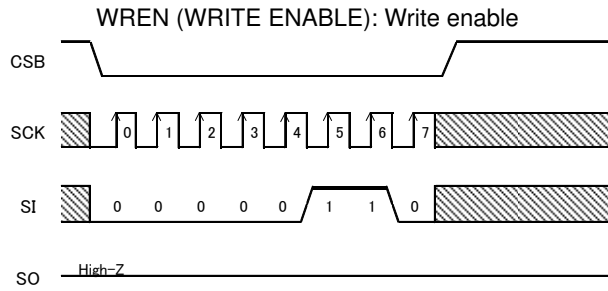 WREN (WRITE ENABLE): Write enable
CSB
SCK 0 1 2 3 4 5 6 7
SI 0 0 0 0 0 1 1 0
SO High-Z